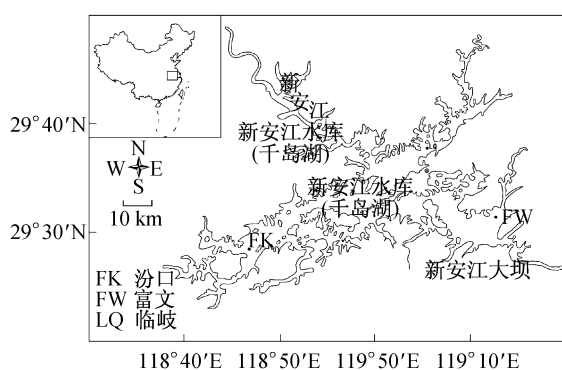 新
安
江
29°40′N
新安江水库
(千岛湖)
N
W E
S
10 km
新安江水库
(千岛湖)
FW
29°30′N
FK
新安江大坝
FK 汾口
FW 富文
LQ 临岐
118°40′E 118°50′E 119°50′E 119°10′E